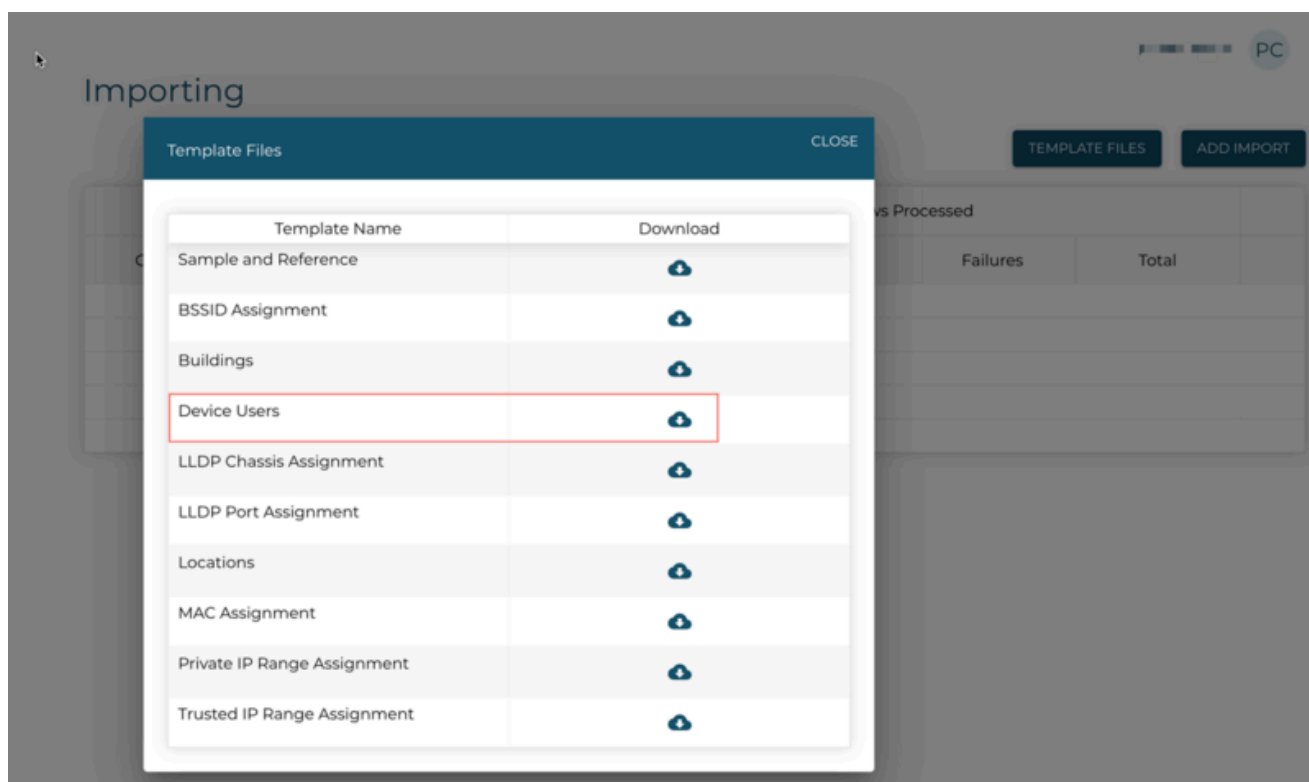 PC
Importing
Template Files
CLOSE
TEMPLATE FILES
ADD IMPORT
Template Name
Download
Processed
Failures
Total
Sample and Reference
BSSID Assignment
Buildings
Device Users
LLDP Chassis Assignment
LLDP Port Assignment
Locations
MAC Assignment
Private IP Range Assignment
Trusted IP Range Assignment